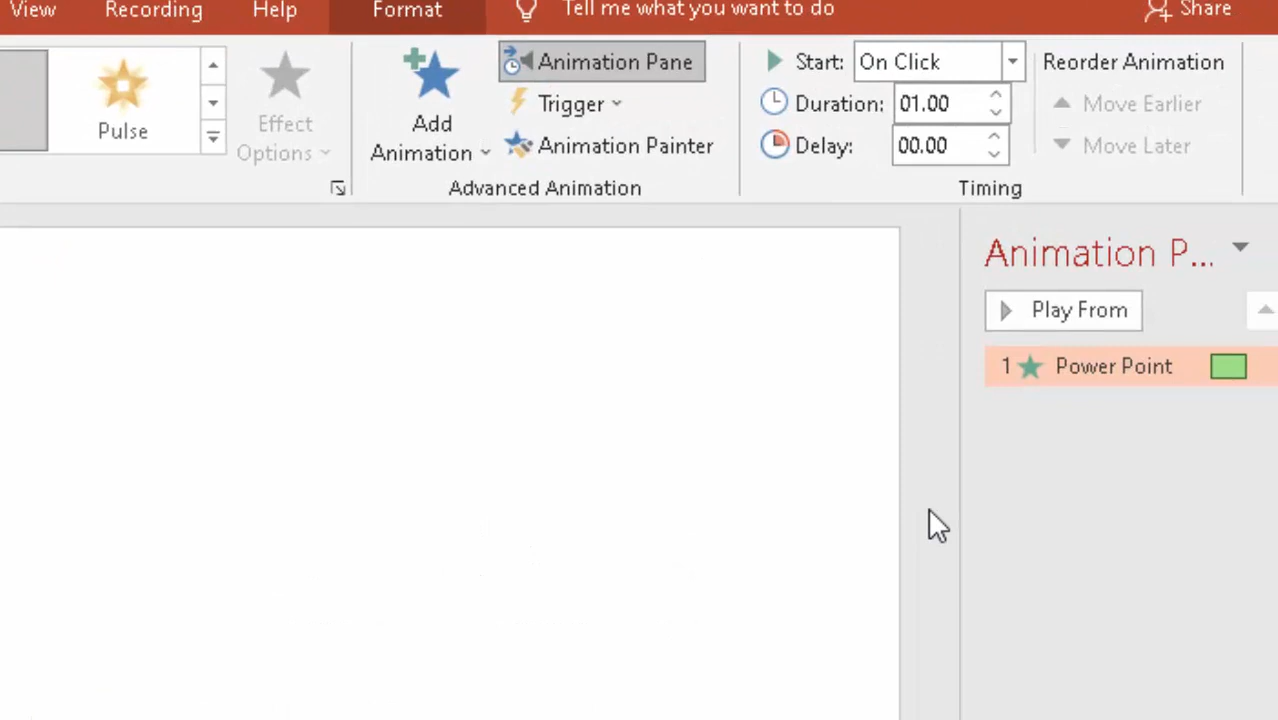 View Recording Help Format Tell me what you want to do Share
Animation Pane Start: On Click Reorder Animation
Pulse Effect Options Add Animation Trigger Duration: 01.00 Move Earlier
Animation Painter Delay: 00.00 Move Later
Advanced Animation Timing
Animation P...
Play From
1 Power Point